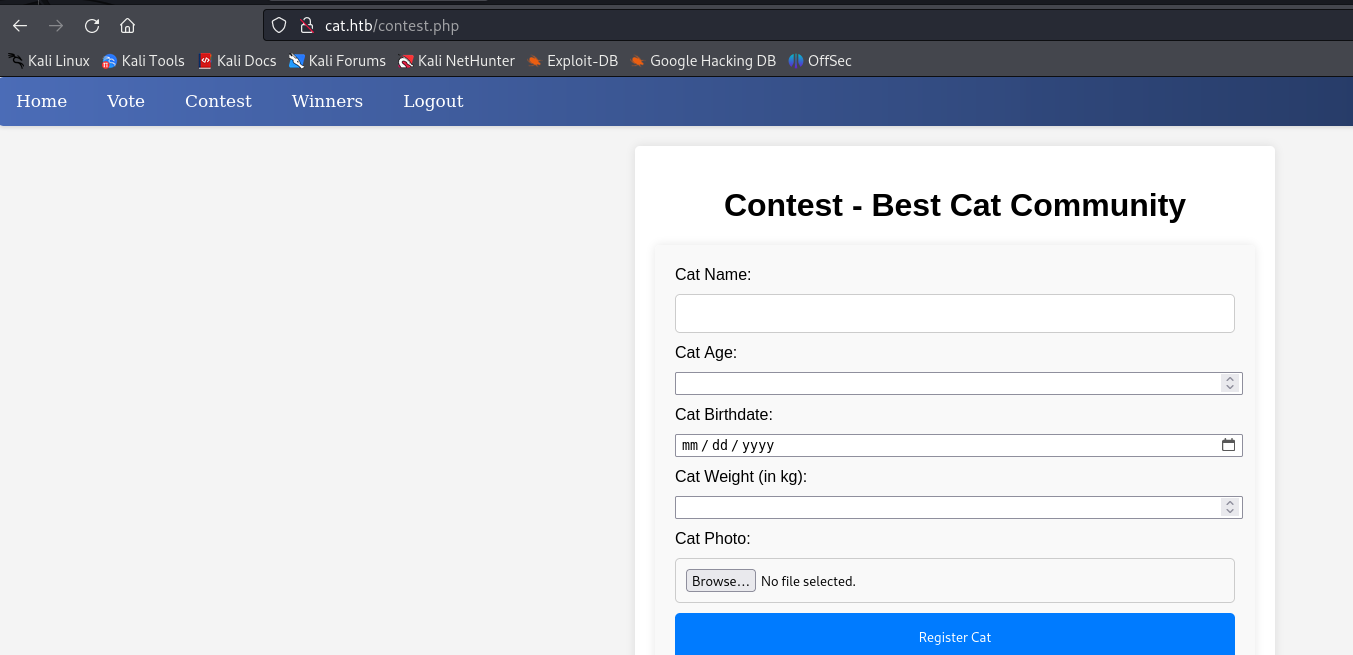 cat.htb/contest.php
Kali Linux Kali Tools Kali Docs Kali Forums Kali NetHunter Exploit-DB Google Hacking DB OffSec
Home Vote Contest Winners Logout
Contest - Best Cat Community
Cat Name:
Cat Age:
Cat Birthdate:
mm / dd / yyyy
Cat Weight (in kg):
Cat Photo:
Browse... No file selected.
Register Cat